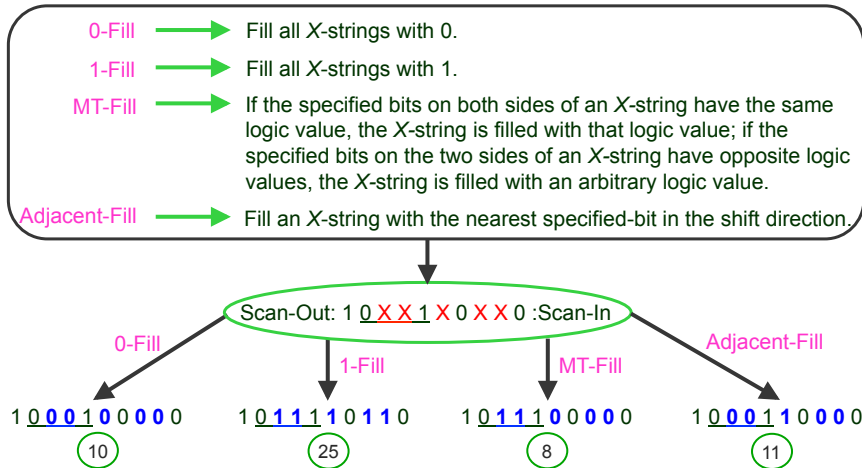 0-Fill Fill all X-strings with 0.
1-Fill Fill all X-strings with 1.
MT-Fill If the specified bits on both sides of an X-string have the same
logic value, the X-string is filled with that logic value; if the
specified bits on the two sides of an X-string have opposite logic
values, the X-string is filled with an arbitrary logic value.
Adjacent-Fill Fill an X-string with the nearest specified-bit in the shift direction.
Scan-Out: 1 0 X X 1 X 0 X X 0 :Scan-In
0-Fill
1-Fill
MT-Fill
Adjacent-Fill
1 0 0 0 1 0 0 0 0 0
10
1 0 1 1 1 1 0 1 1 0
25
1 0 1 1 1 0 0 0 0 0
8
1 0 0 0 1 1 0 0 0 0
11